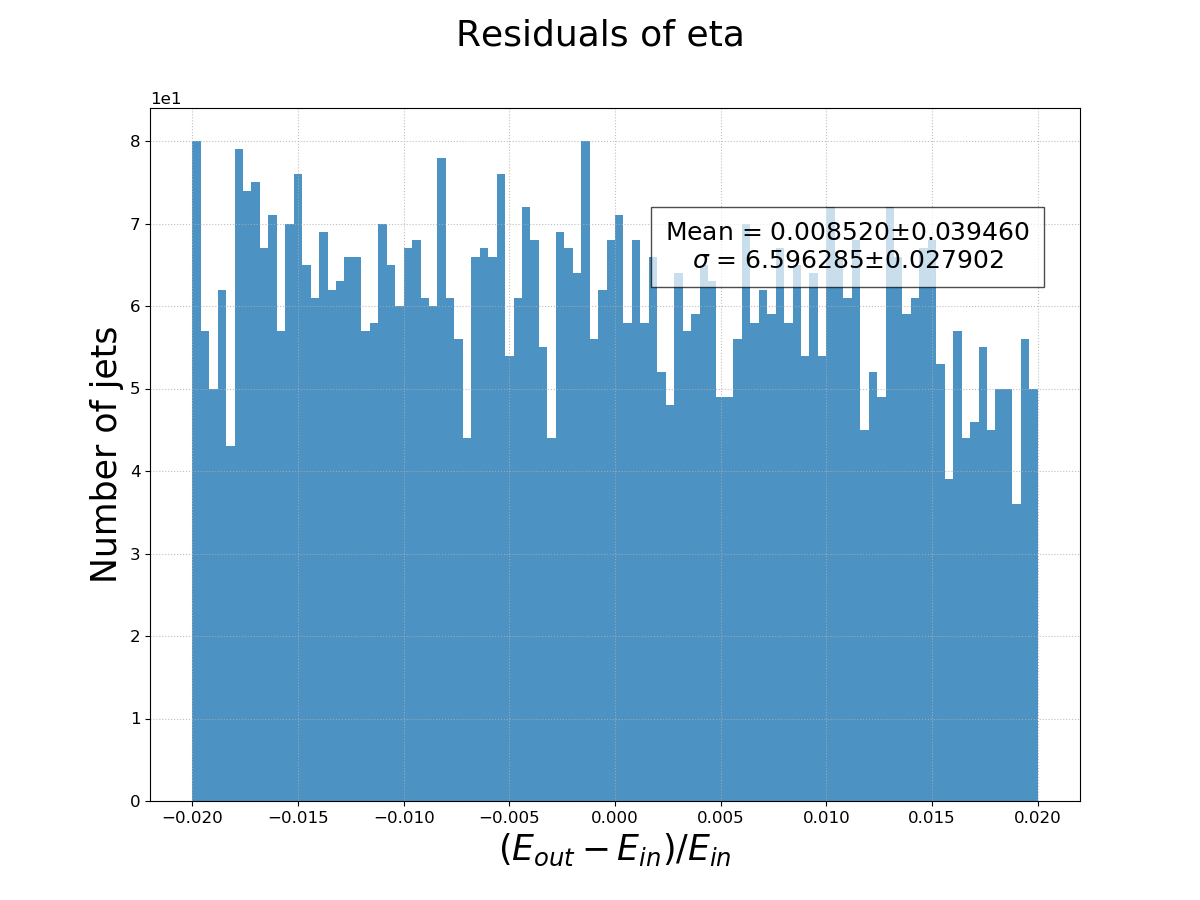 Residuals of eta
1e1
8
7
6
5
4
3
2
1
0
Number of jets
Mean = 0.008520±0.039460
σ = 6.596285±0.027902
−0.020 −0.015 −0.010 −0.005 0.000 0.005 0.010 0.015 0.020
(E_out − E_in)/E_in